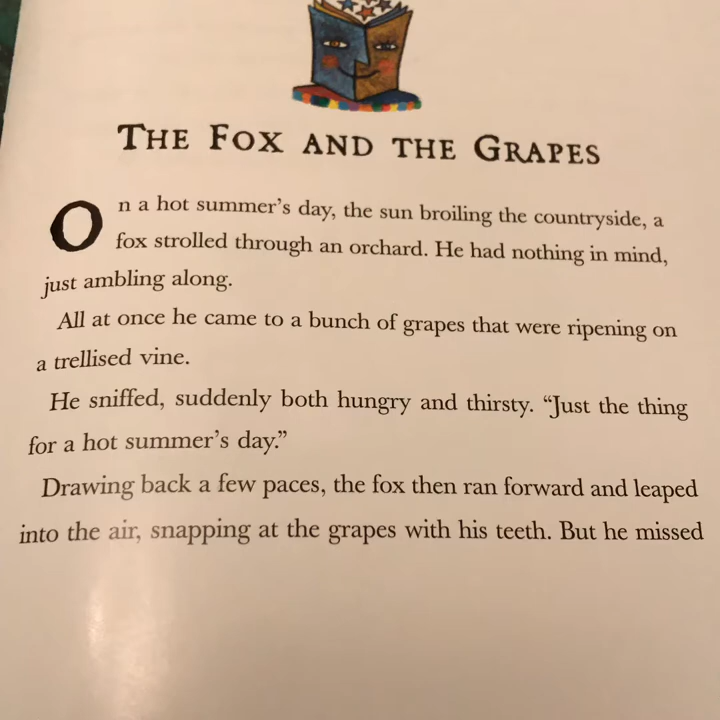 The Fox and the Grapes
On a hot summer's day, the sun broiling the countryside, a
fox strolled through an orchard. He had nothing in mind,
just ambling along.
All at once he came to a bunch of grapes that were ripening on
a trellised vine.
He sniffed, suddenly both hungry and thirsty. “Just the thing
for a hot summer's day.”
Drawing back a few paces, the fox then ran forward and leaped
into the air, snapping at the grapes with his teeth. But he missed